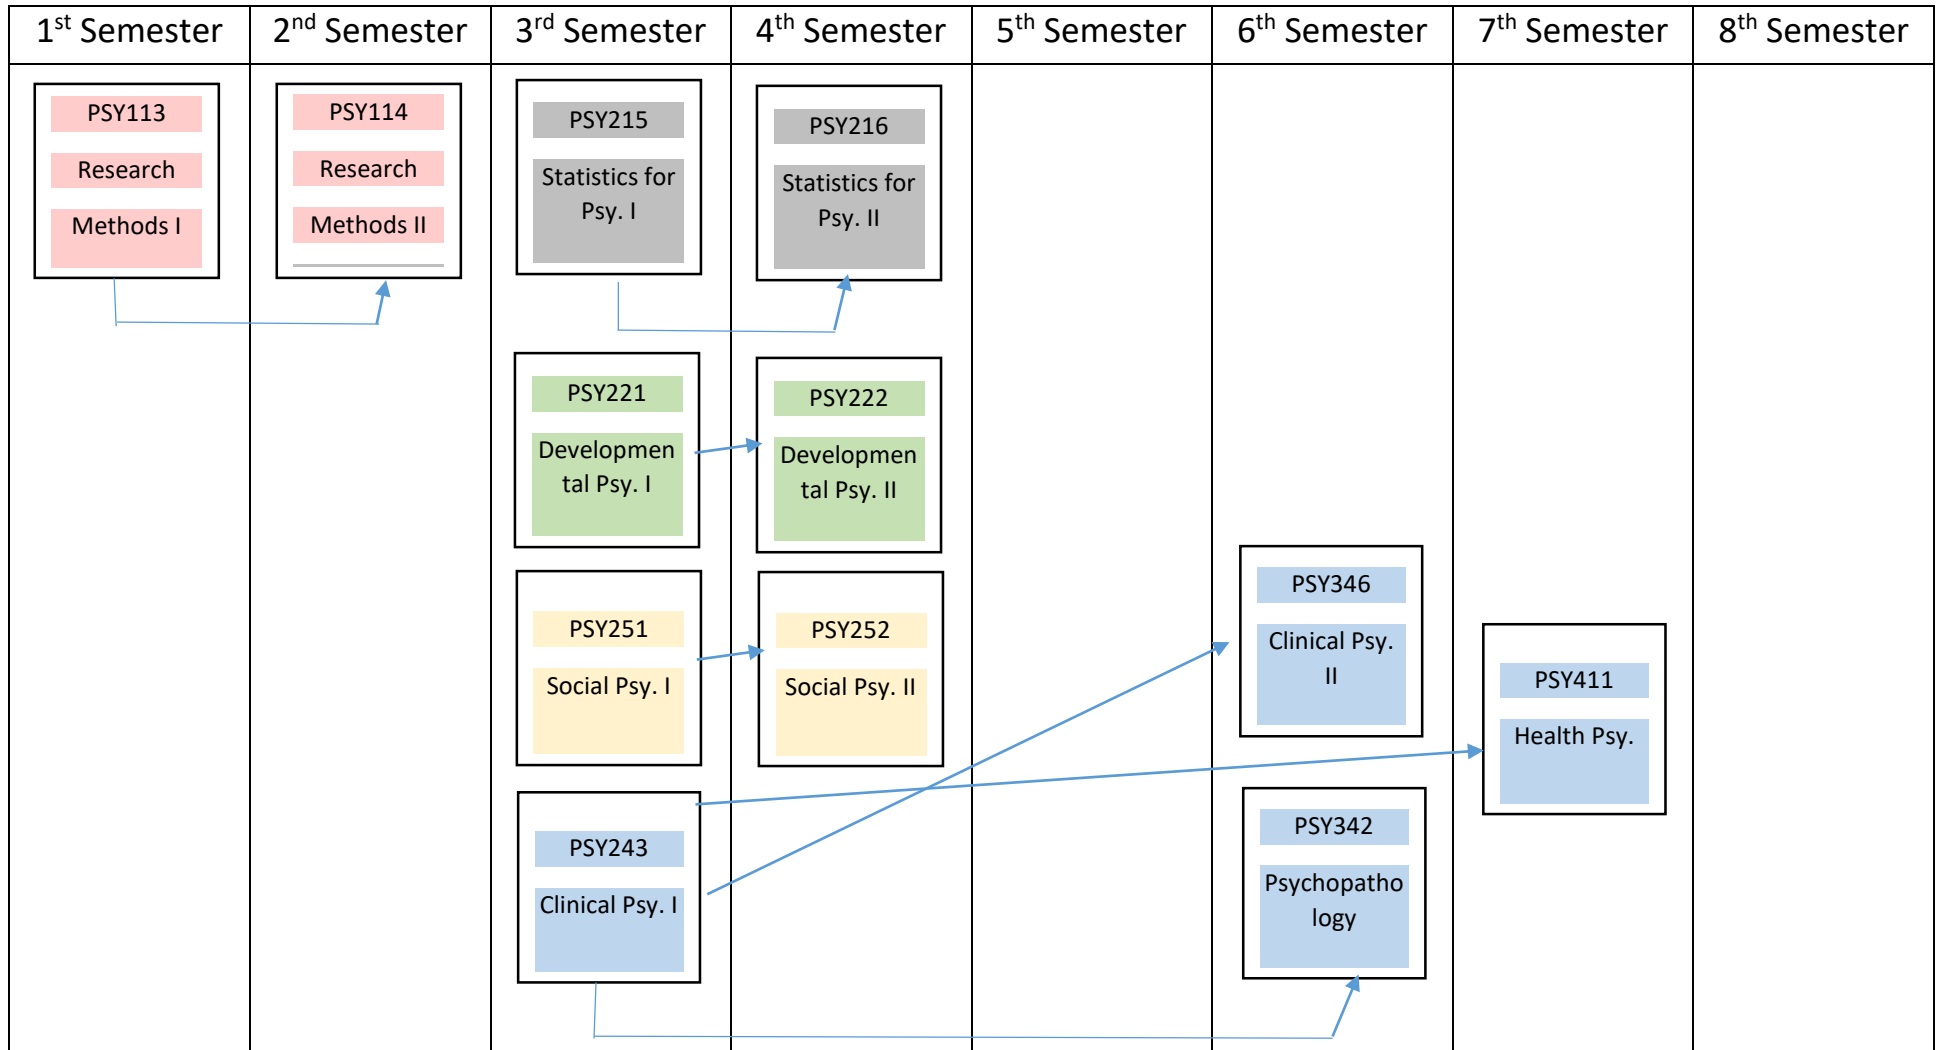 1st Semester
2nd Semester
3rd Semester
4th Semester
5th Semester
6th Semester
7th Semester
8th Semester
PSY113
Research
Methods I
PSY114
Research
Methods II
PSY215
Statistics for
Psy. I
PSY216
Statistics for
Psy. II
PSY221
Developmen
tal Psy. I
PSY222
Developmen
tal Psy. II
PSY251
Social Psy. I
PSY252
Social Psy. II
PSY346
Clinical Psy.
II
PSY411
Health Psy.
PSY243
Clinical Psy. I
PSY342
Psychopatho
logy